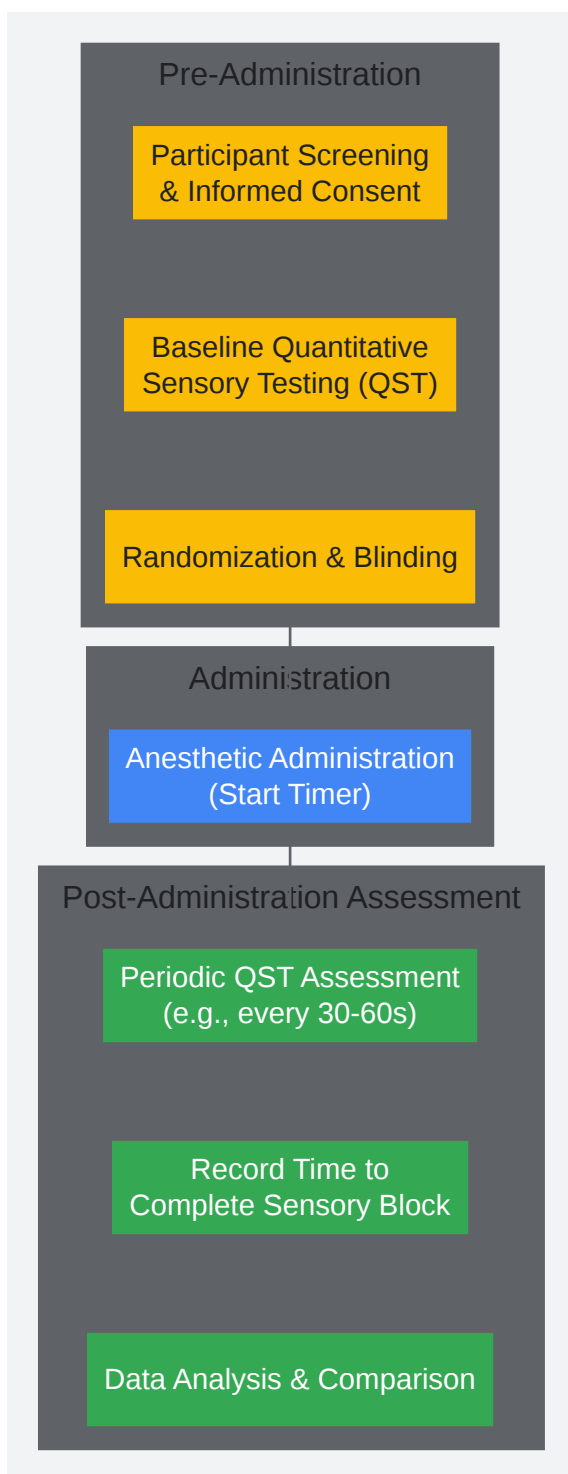 Pre-Administration
Participant Screening
& Informed Consent
Baseline Quantitative
Sensory Testing (QST)
Randomization & Blinding
Administration
Anesthetic Administration
(Start Timer)
Post-Administration Assessment
Periodic QST Assessment
(e.g., every 30-60s)
Record Time to
Complete Sensory Block
Data Analysis & Comparison